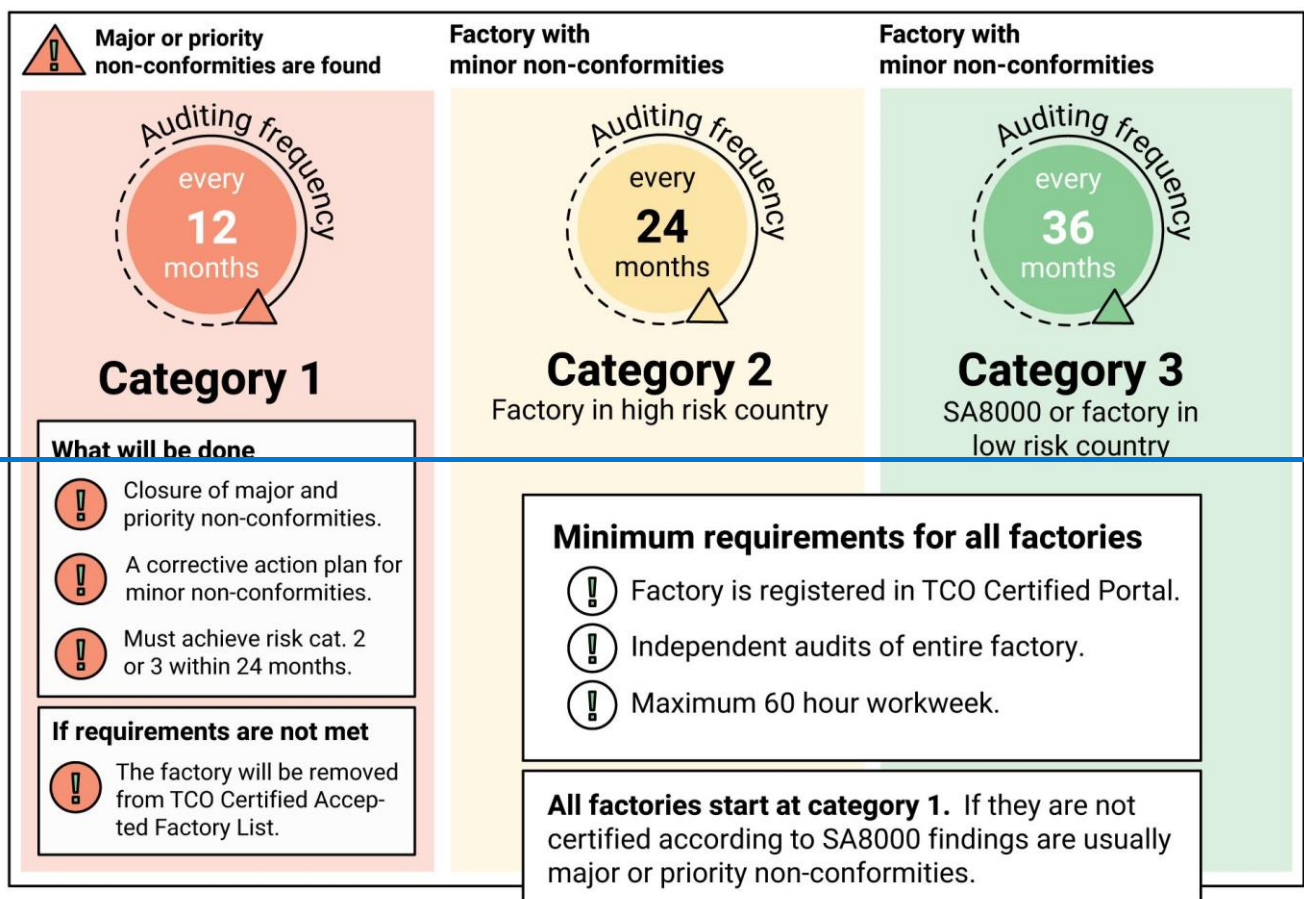 Major or priority
non-conformities are found
Auditing frequency
every
12
months
Category 1
What will be done
Closure of major and
priority non-conformities.
A corrective action plan for
minor non-conformities.
Must achieve risk cat. 2
or 3 within 24 months.
If requirements are not met
The factory will be removed
from TCO Certified Accep-
ted Factory List.
Factory with
minor non-conformities
Auditing frequency
every
24
months
Category 2
Factory in high risk country
Factory with
minor non-conformities
Auditing frequency
every
36
months
Category 3
SA8000 or factory in
low risk country
Minimum requirements for all factories
Factory is registered in TCO Certified Portal.
Independent audits of entire factory.
Maximum 60 hour workweek.
All factories start at category 1. If they are not
certified according to SA8000 findings are usually
major or priority non-conformities.